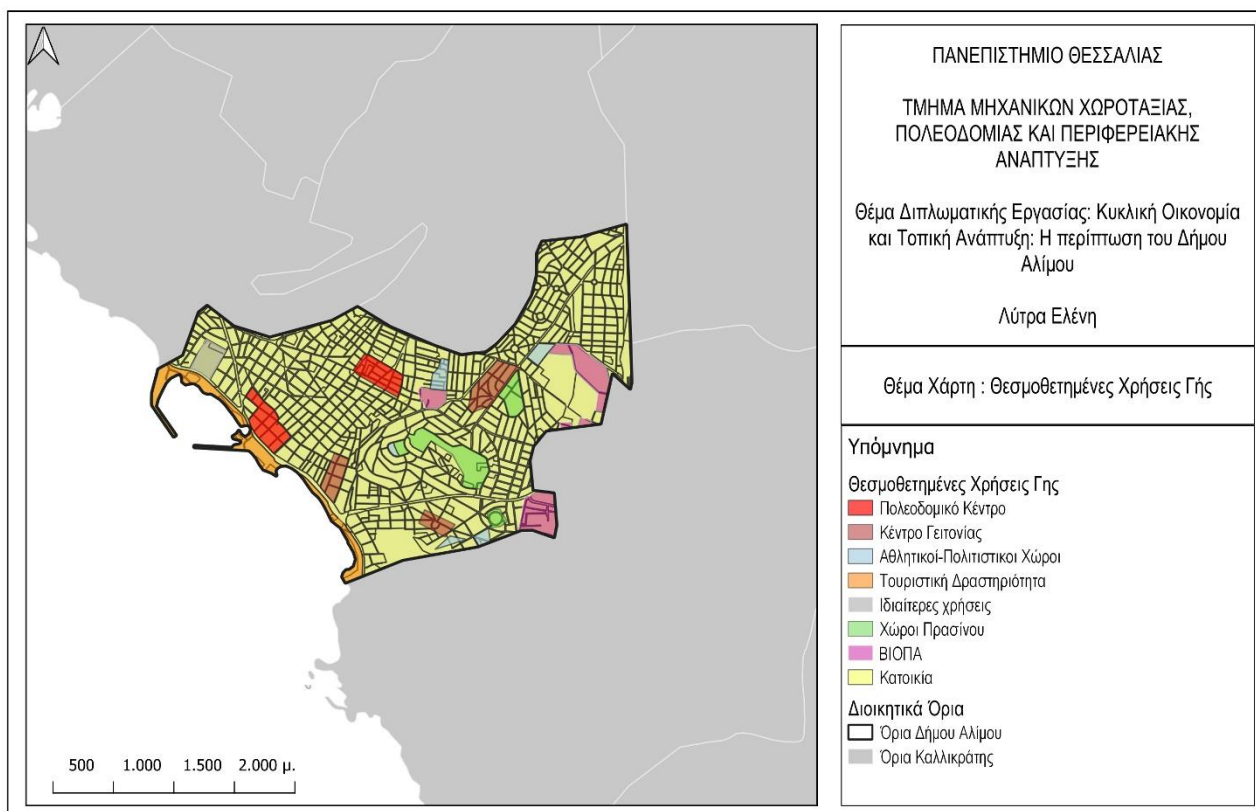 ΠΑΝΕΠΙΣΤΗΜΙΟ ΘΕΣΣΑΛΙΑΣ
ΤΜΗΜΑ ΜΗΧΑΝΙΚΩΝ ΧΩΡΟΤΑΞΙΑΣ,
ΠΟΛΕΟΔΟΜΙΑΣ ΚΑΙ ΠΕΡΙΦΕΡΕΙΑΚΗΣ
ΑΝΑΠΤΥΞΗΣ
Θέμα Διπλωματικής Εργασίας: Κυκλική Οικονομία
και Τοπική Ανάπτυξη: Η περίπτωση του Δήμου
Αλίμου
Λύτρα Ελένη
Θέμα Χάρτη : Θεσμοθετημένες Χρήσεις Γής
Υπόμνημα
Θεσμοθετημένες Χρήσεις Γης
Πολεοδομικό Κέντρο
Κέντρο Γειτονίας
Αθλητικοί-Πολιτιστικοι Χώροι
Τουριστική Δραστηριότητα
Ιδιαίτερες χρήσεις
Χώροι Πρασίνου
ΒΙΟΠΑ
Κατοικία
Διοικητικά Όρια
Όρια Δήμου Αλίμου
Όρια Καλλικράτης
500 1.000 1.500 2.000 μ.